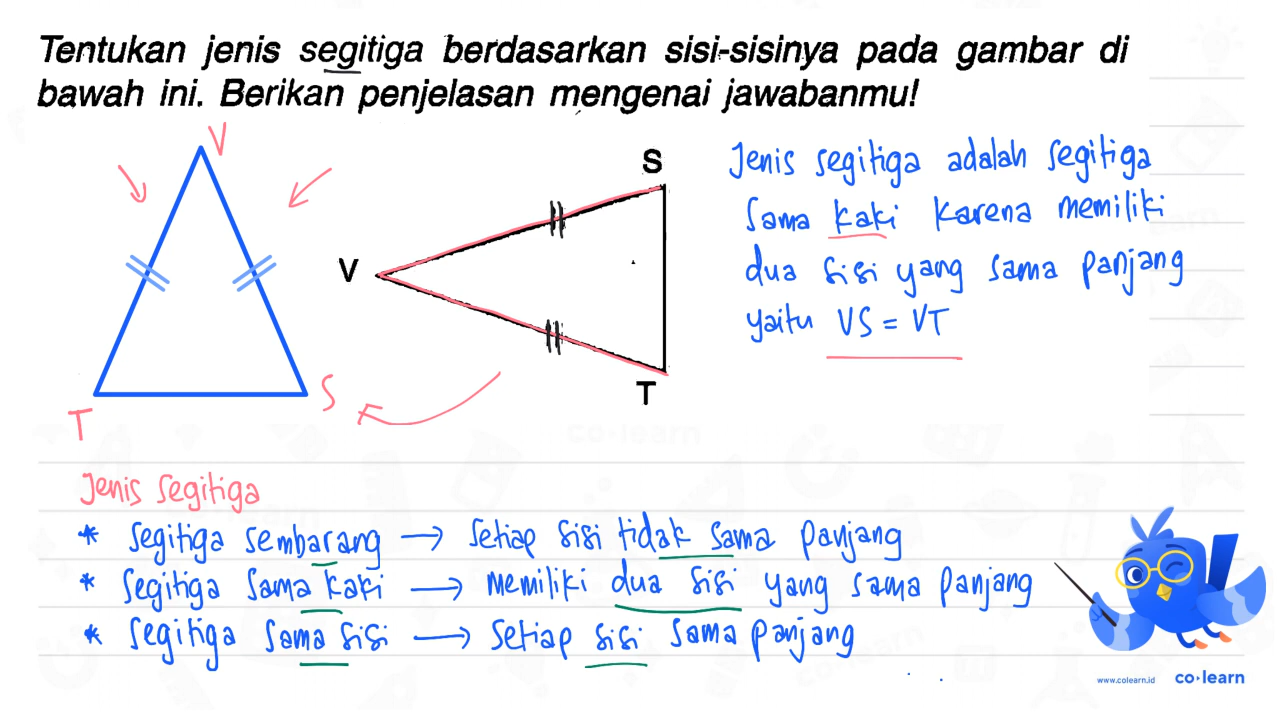 Tentukan jenis segitiga berdasarkan sisi-sisinya pada gambar di
bawah ini. Berikan penjelasan mengenai jawabanmu!
V
T
S
S
V
T
Jenis segitiga adalah segitiga
sama kaki karena memiliki
dua sisi yang sama panjang
yaitu VS = VT
co·learn
Jenis segitiga
* Segitiga sembarang → Setiap sisi tidak sama panjang
* Segitiga sama kaki → memiliki dua sisi yang sama panjang
* Segitiga sama sisi → Setiap sisi sama panjang
www.colearn.id co·learn